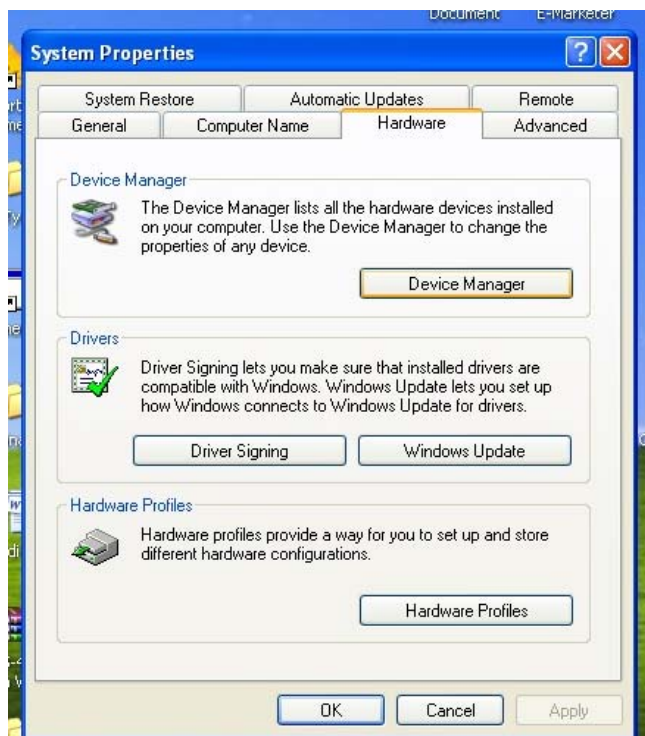 Document E-Marketer
System Properties
System Restore Automatic Updates Remote
General Computer Name Hardware Advanced
Device Manager
The Device Manager lists all the hardware devices installed
on your computer. Use the Device Manager to change the
properties of any device.
Device Manager
Drivers
Driver Signing lets you make sure that installed drivers are
compatible with Windows. Windows Update lets you set up
how Windows connects to Windows Update for drivers.
Driver Signing Windows Update
Hardware Profiles
Hardware profiles provide a way for you to set up and store
different hardware configurations.
Hardware Profiles
OK Cancel Apply